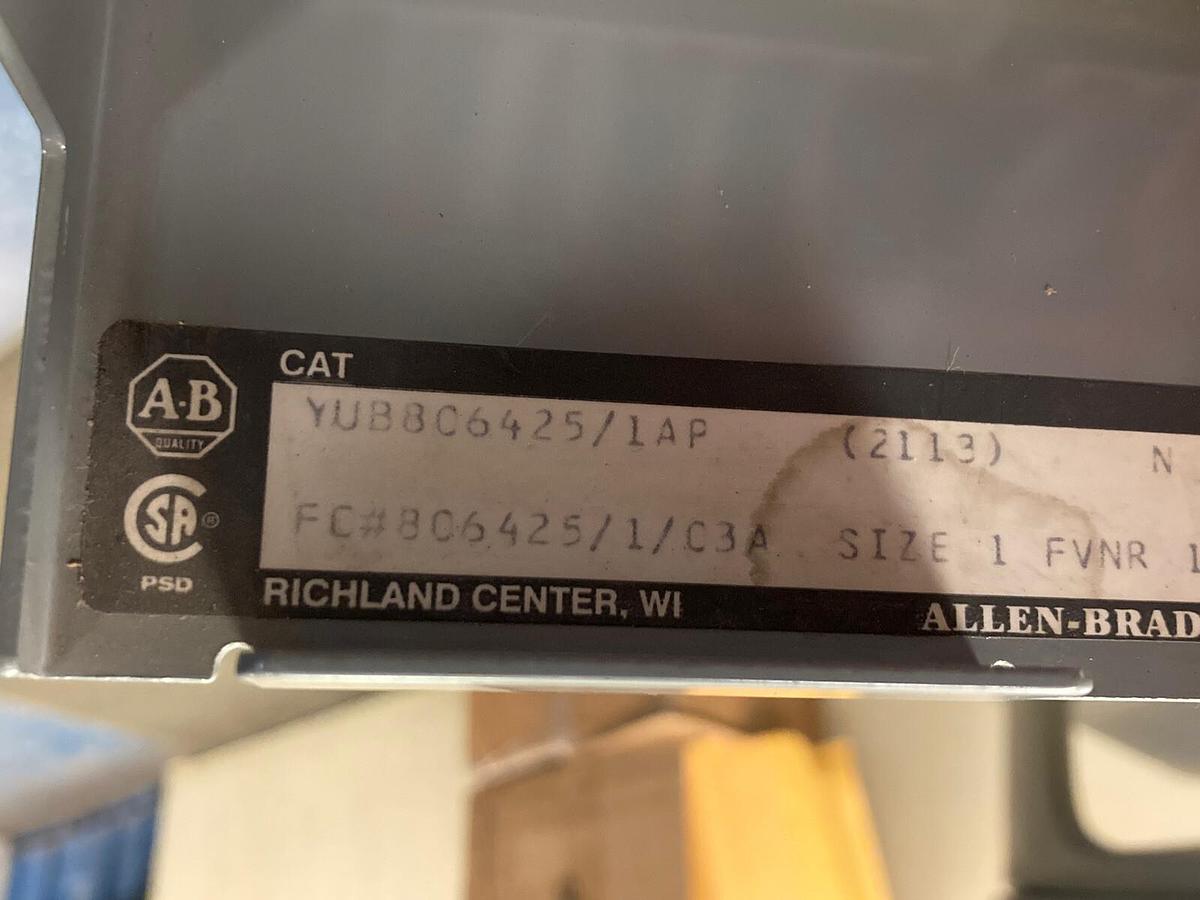 A-B
QUALITY
CAT
YUB8C6425/1AP (2113) N
SA ®
PSD
FC#8C6425/1/C3A SIZE 1 FVNR 1
RICHLAND CENTER, WI ALLEN-BRAD